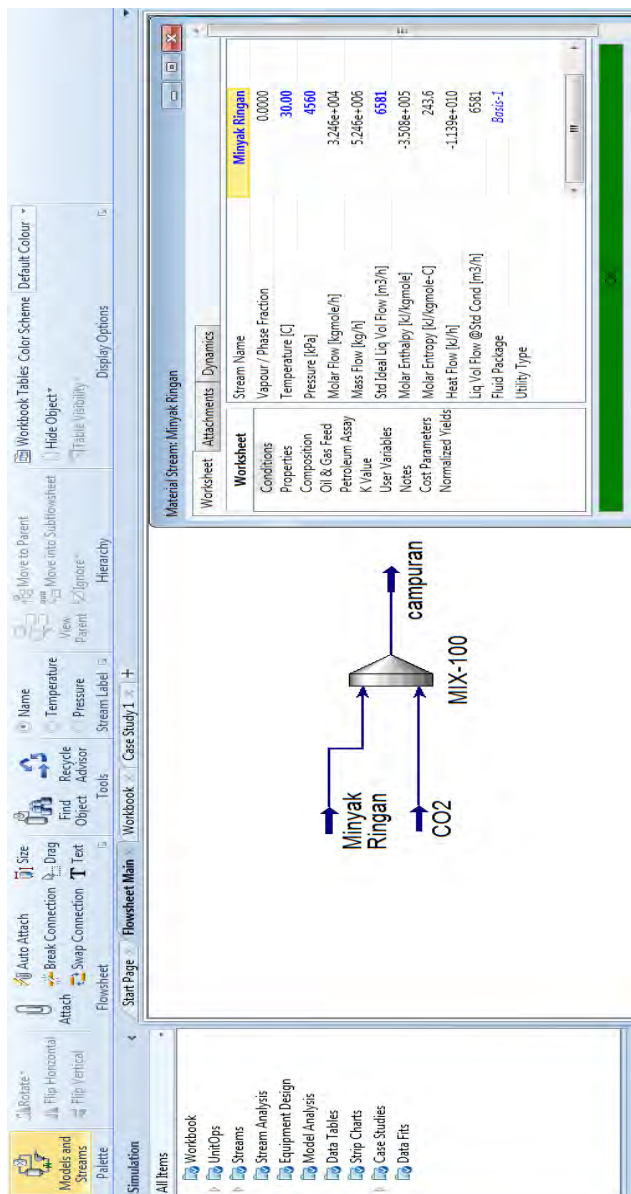 Models and
Streams
Palette
Rotate
Flip Horizontal
Flip Vertical
Attach
Auto Attach
Break Connection
Swap Connection
Size
Drag
Text
Flowsheet
Find
Object
Recycle
Advisor
Tools
Name
Temperature
Pressure
Stream Label
View
Parent
Move to Parent
Move into Subflowsheet
Ignore
Hierarchy
Workbook Tables
Hide Object
Table Visibility
Color Scheme
Default Colour
Display Options
Simulation
All Items
Workbook
UnitOps
Streams
Stream Analysis
Equipment Design
Model Analysis
Data Tables
Strip Charts
Case Studies
Data Fits
Start Page
Flowsheet Main
Workbook
Case Study 1
+
Minyak
Ringan
CO2
MIX-100
campuran
Material Stream: Minyak Ringan
Worksheet Attachments Dynamics
Worksheet
Conditions
Properties
Composition
Oil & Gas Feed
Petroleum Assay
K Value
User Variables
Notes
Cost Parameters
Normalized Yields
Stream Name Minyak Ringan
Vapour / Phase Fraction 0.0000
Temperature [C] 30.00
Pressure [kPa] 4560
Molar Flow [kgmole/h] 3.246e+004
Mass Flow [kg/h] 5.246e+006
Std Ideal Liq Vol Flow [m3/h] 6581
Molar Enthalpy [kJ/kgmole] -3.508e+005
Molar Entropy [kJ/kgmole-C] 243.6
Heat Flow [kJ/h] -1.139e+010
Liq Vol Flow @Std Cond [m3/h] 6581
Fluid Package Basis-1
Utility Type
OK